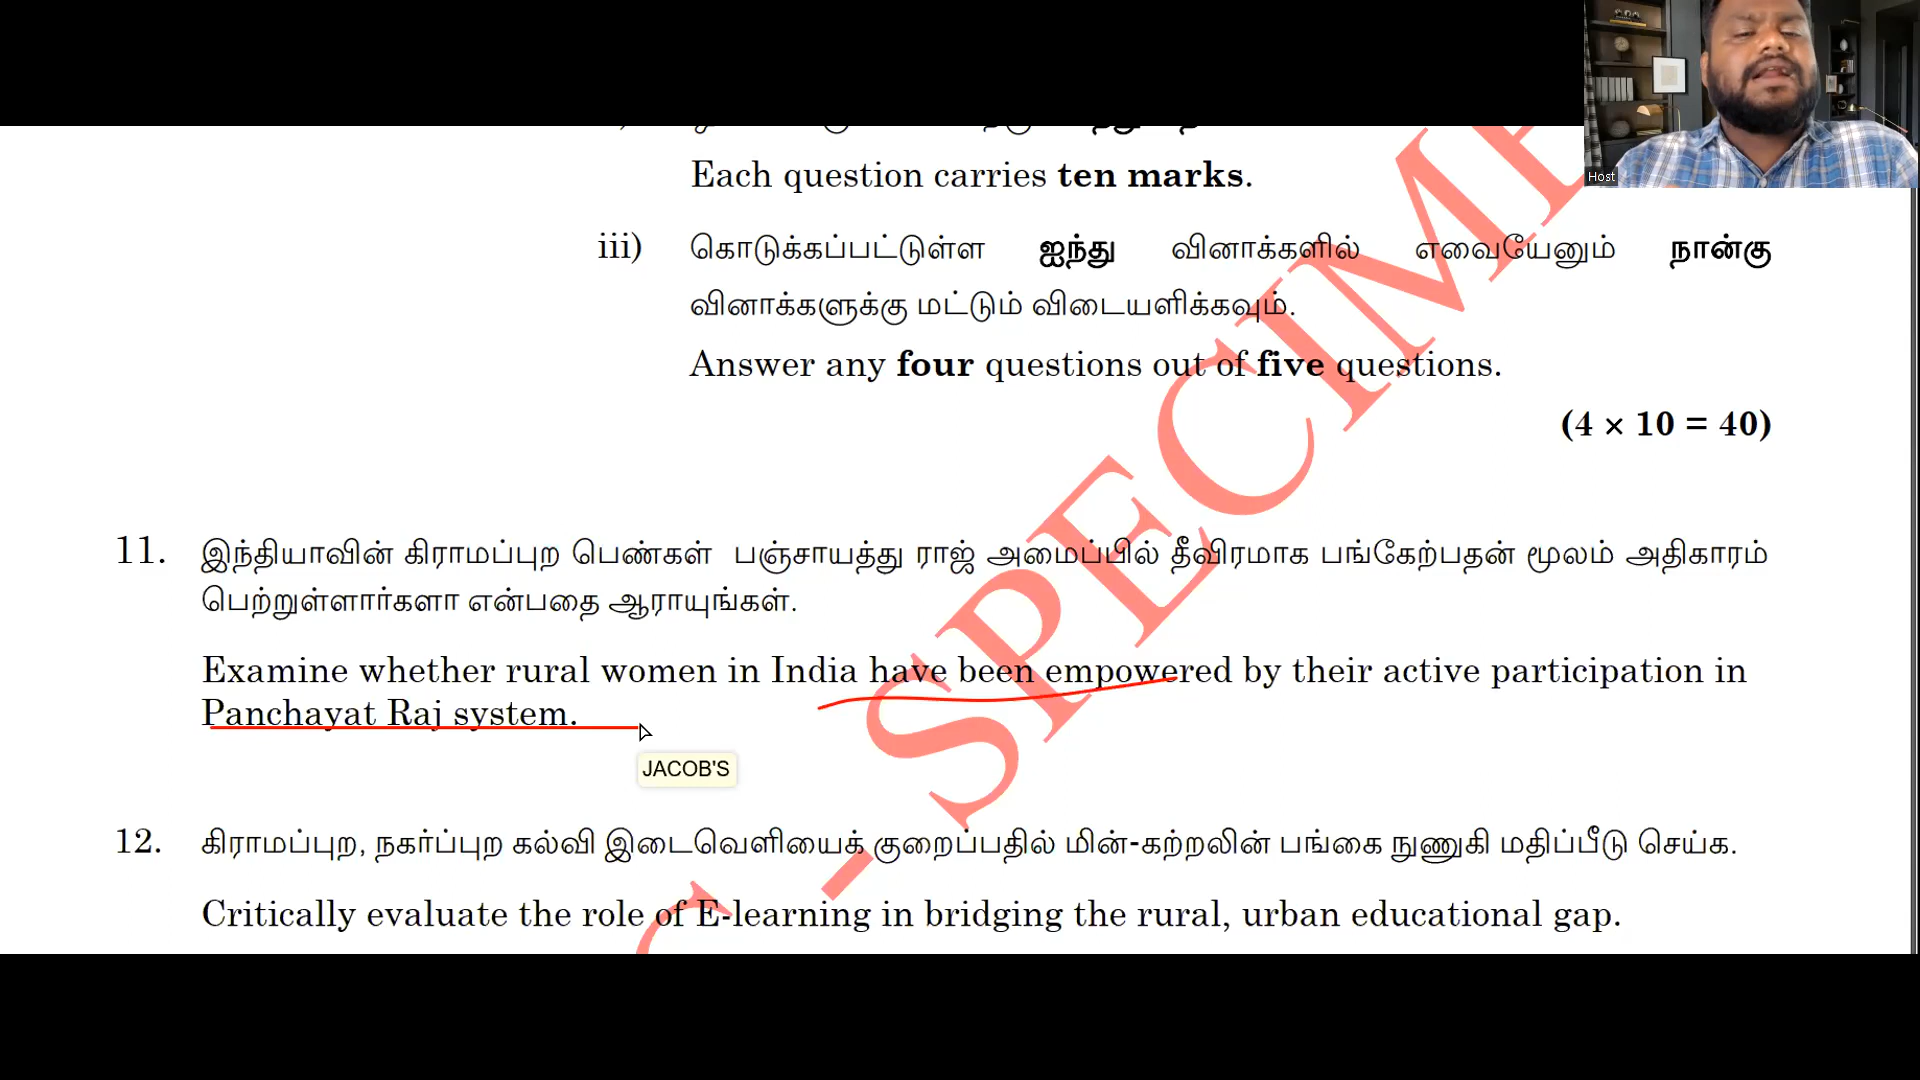 Host
Each question carries ten marks.
iii) கொடுக்கப்பட்டுள்ள ஐந்து வினாக்களில் எவையேனும் நான்கு
வினாக்களுக்கு மட்டும் விடையளிக்கவும்.
Answer any four questions out of five questions.
(4 × 10 = 40)
11. இந்தியாவின் கிராமப்புற பெண்கள் பஞ்சாயத்து ராஜ் அமைப்பில் தீவிரமாக பங்கேற்பதன் மூலம் அதிகாரம்
பெற்றுள்ளார்களா என்பதை ஆராயுங்கள்.
Examine whether rural women in India have been empowered by their active participation in
Panchayat Raj system.
JACOB'S
12. கிராமப்புற, நகர்ப்புற கல்வி இடைவெளியைக் குறைப்பதில் மின்-கற்றலின் பங்கை நுணுகி மதிப்பீடு செய்க.
Critically evaluate the role of E-learning in bridging the rural, urban educational gap.